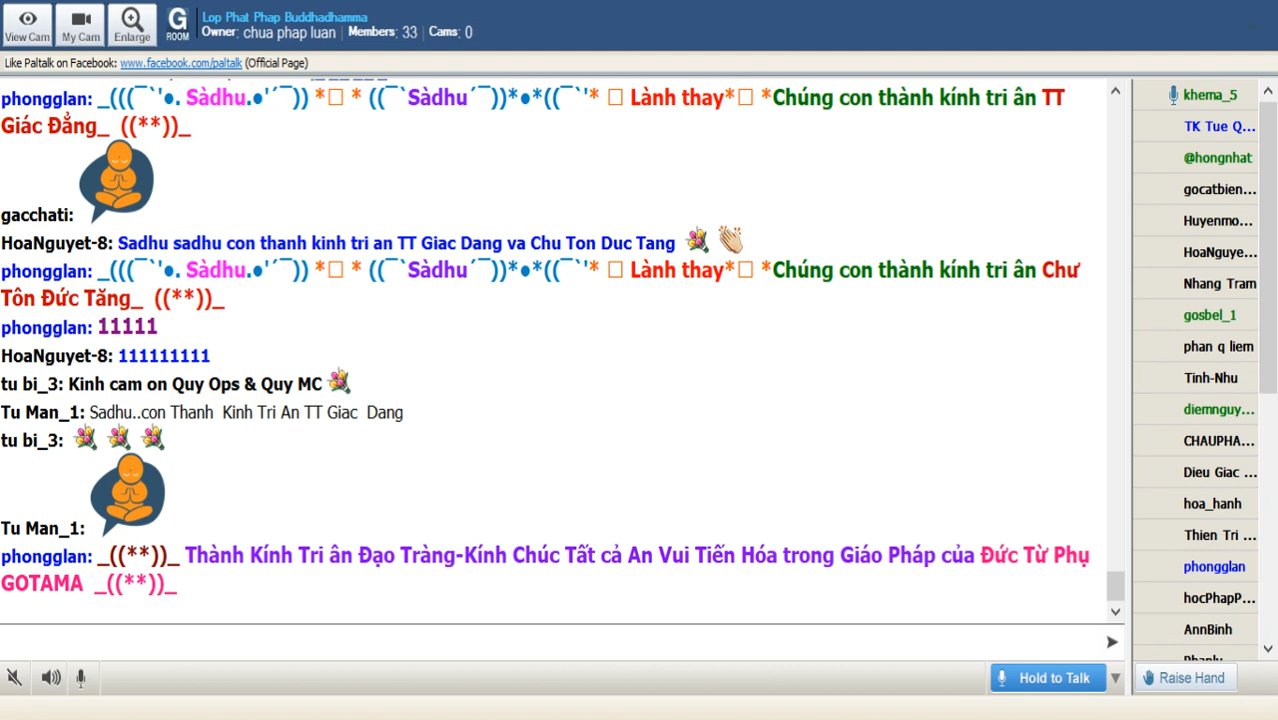 View Cam
My Cam
Enlarge
G
ROOM
Lop Phat Phap Buddhadhamma
Owner: chua phap luan | Members: 33 | Cams: 0
Like Paltalk on Facebook: www.facebook.com/paltalk (Official Page)
phongglan: _(((¯`'●. Sàdhu.●'´¯)) *□ * ((¯`Sàdhu´¯))*●*((¯`'* □ Lành thay*□ *Chúng con thành kính tri ân TT
Giác Đẳng_ ((**))_
gacchati:
HoaNguyet-8: Sadhu sadhu con thanh kinh tri an TT Giac Dang va Chu Ton Duc Tang
phongglan: _(((¯`'●. Sàdhu.●'´¯)) *□ * ((¯`Sàdhu´¯))*●*((¯`'* □ Lành thay*□ *Chúng con thành kính tri ân Chư
Tôn Đức Tăng_ ((**))_
phongglan: 11111
HoaNguyet-8: 111111111
tu bi_3: Kinh cam on Quy Ops & Quy MC
Tu Man_1: Sadhu..con Thanh Kinh Tri An TT Giac Dang
tu bi_3:
Tu Man_1:
phongglan: _((**))_ Thành Kính Tri ân Đạo Tràng-Kính Chúc Tất cả An Vui Tiến Hóa trong Giáo Pháp của Đức Từ Phụ
GOTAMA _((**))_
Hold to Talk
khema_5
TK Tue Q...
@hongnhat
gocatbien...
Huyenmo...
HoaNguye...
Nhang Tram
gosbel_1
phan q liem
Tinh-Nhu
diemnguy...
CHAUPHA...
Dieu Giac ...
hoa_hanh
Thien Tri ...
phongglan
hocPhapP...
AnnBinh
Raise Hand